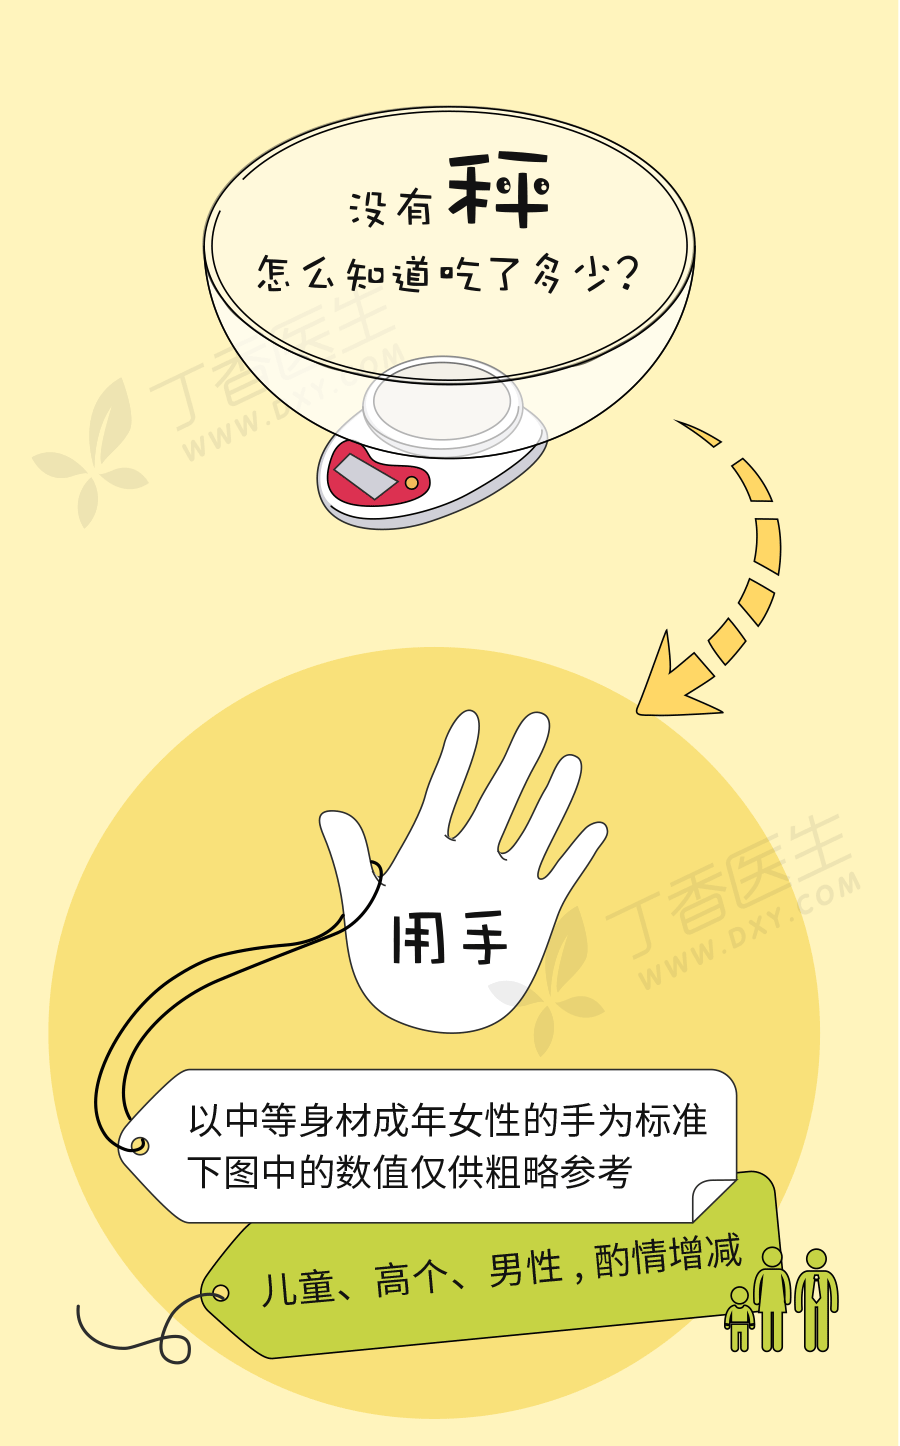 没有秤
怎么知道吃了多少?
丁香医生
WWW.DXY.COM
用手
丁香医生
WWW.DXY.COM
以中等身材成年女性的手为标准
下图中的数值仅供粗略参考
儿童、高个、男性,酌情增减